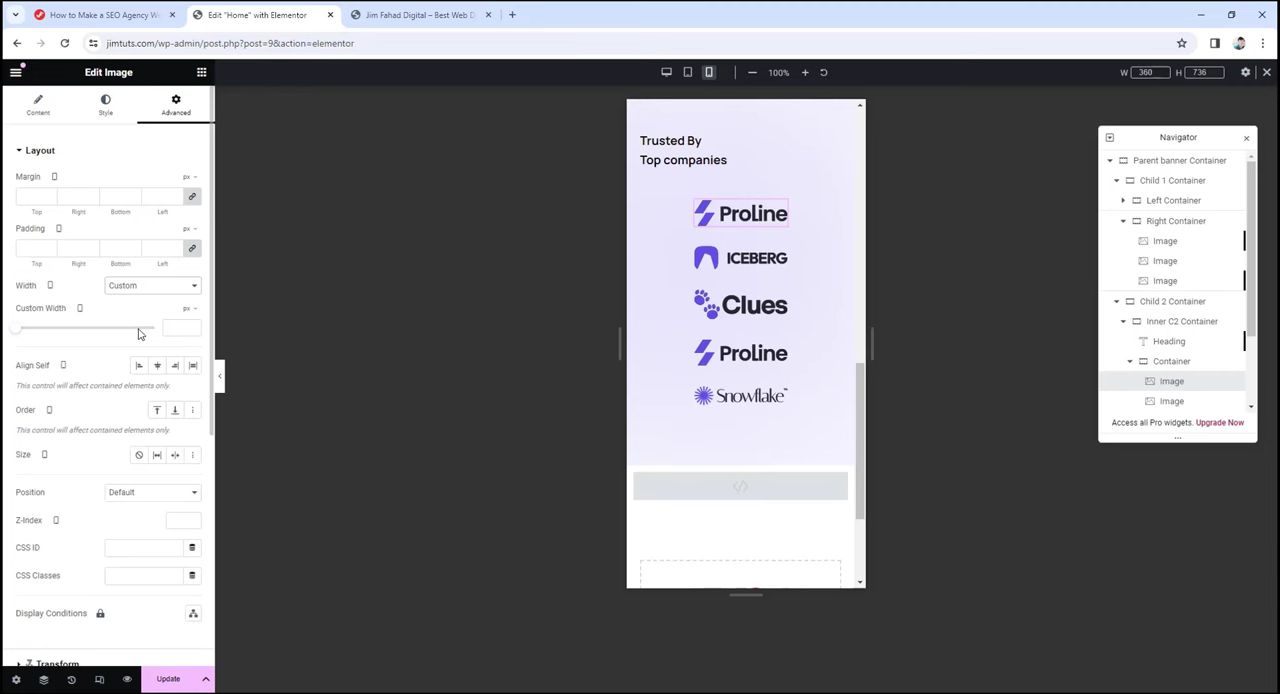 How to Make a SEO Agency We
Edit "Home" with Elementor
Jim Fahad Digital – Best Web D
jimtuts.com/wp-admin/post.php?post=9&action=elementor
Edit Image
100%
W 360 H 736
Content Style Advanced
Layout
Margin px
Top Right Bottom Left
Padding px
Top Right Bottom Left
Width Custom
Custom Width px
Align Self
This control will affect contained elements only.
Order
This control will affect contained elements only.
Size
Position Default
Z-Index
CSS ID
CSS Classes
Display Conditions
Transform
Update
Trusted By
Top companies
Proline
ICEBERG
Clues
Proline
Snowflake™
Navigator
Parent banner Container
Child 1 Container
Left Container
Right Container
Image
Image
Image
Child 2 Container
Inner C2 Container
Heading
Container
Image
Image
Access all Pro widgets. Upgrade Now